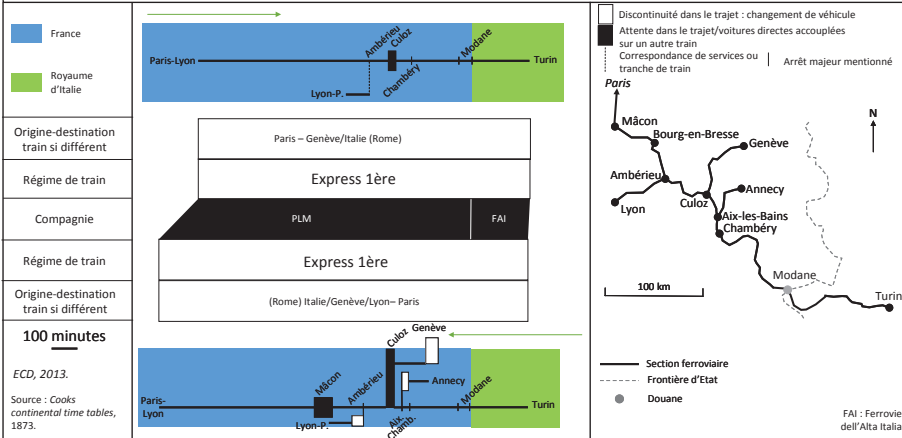 France
Royaume
d'Italie
Origine-destination
train si différent
Régime de train
Compagnie
Régime de train
Origine-destination
train si différent
100 minutes
ECD, 2013.
Source : Cooks
continental time tables,
1873.
Paris-Lyon
Ambérieu
Culoz
Modane
Turin
Lyon-P.
Chambéry
Paris – Genève/Italie (Rome)
Express 1ère
PLM
FAI
Express 1ère
(Rome) Italie/Genève/Lyon– Paris
Genève
Culoz
Mâcon
Ambérieu
Annecy
Modane
Paris-
Lyon
Turin
Lyon-P.
Aix.
Chamb.
Discontinuité dans le trajet : changement de véhicule
Attente dans le trajet/voitures directes accouplées
sur un autre train
Correspondance de services ou
tranche de train
Arrêt majeur mentionné
Paris
N
Mâcon
Bourg-en-Bresse
Genève
Ambérieu
Annecy
Lyon
Culoz
Aix-les-Bains
Chambéry
Modane
100 km
Turin
Section ferroviaire
Frontière d'Etat
Douane
FAI : Ferrovie
dell'Alta Italia